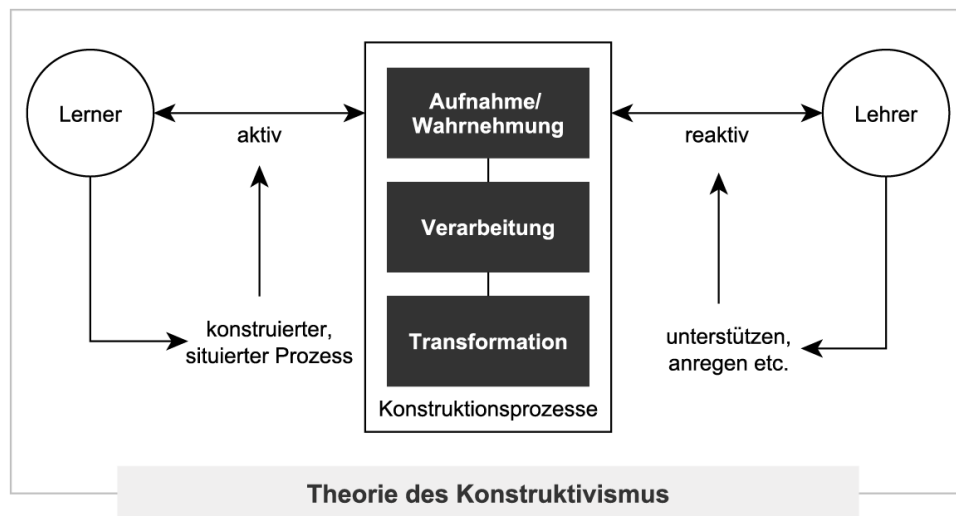 Lerner
aktiv
konstruierter,
situierter Prozess
Aufnahme/
Wahrnehmung
Verarbeitung
Transformation
Konstruktionsprozesse
reaktiv
Lehrer
unterstützen,
anregen etc.
Theorie des Konstruktivismus